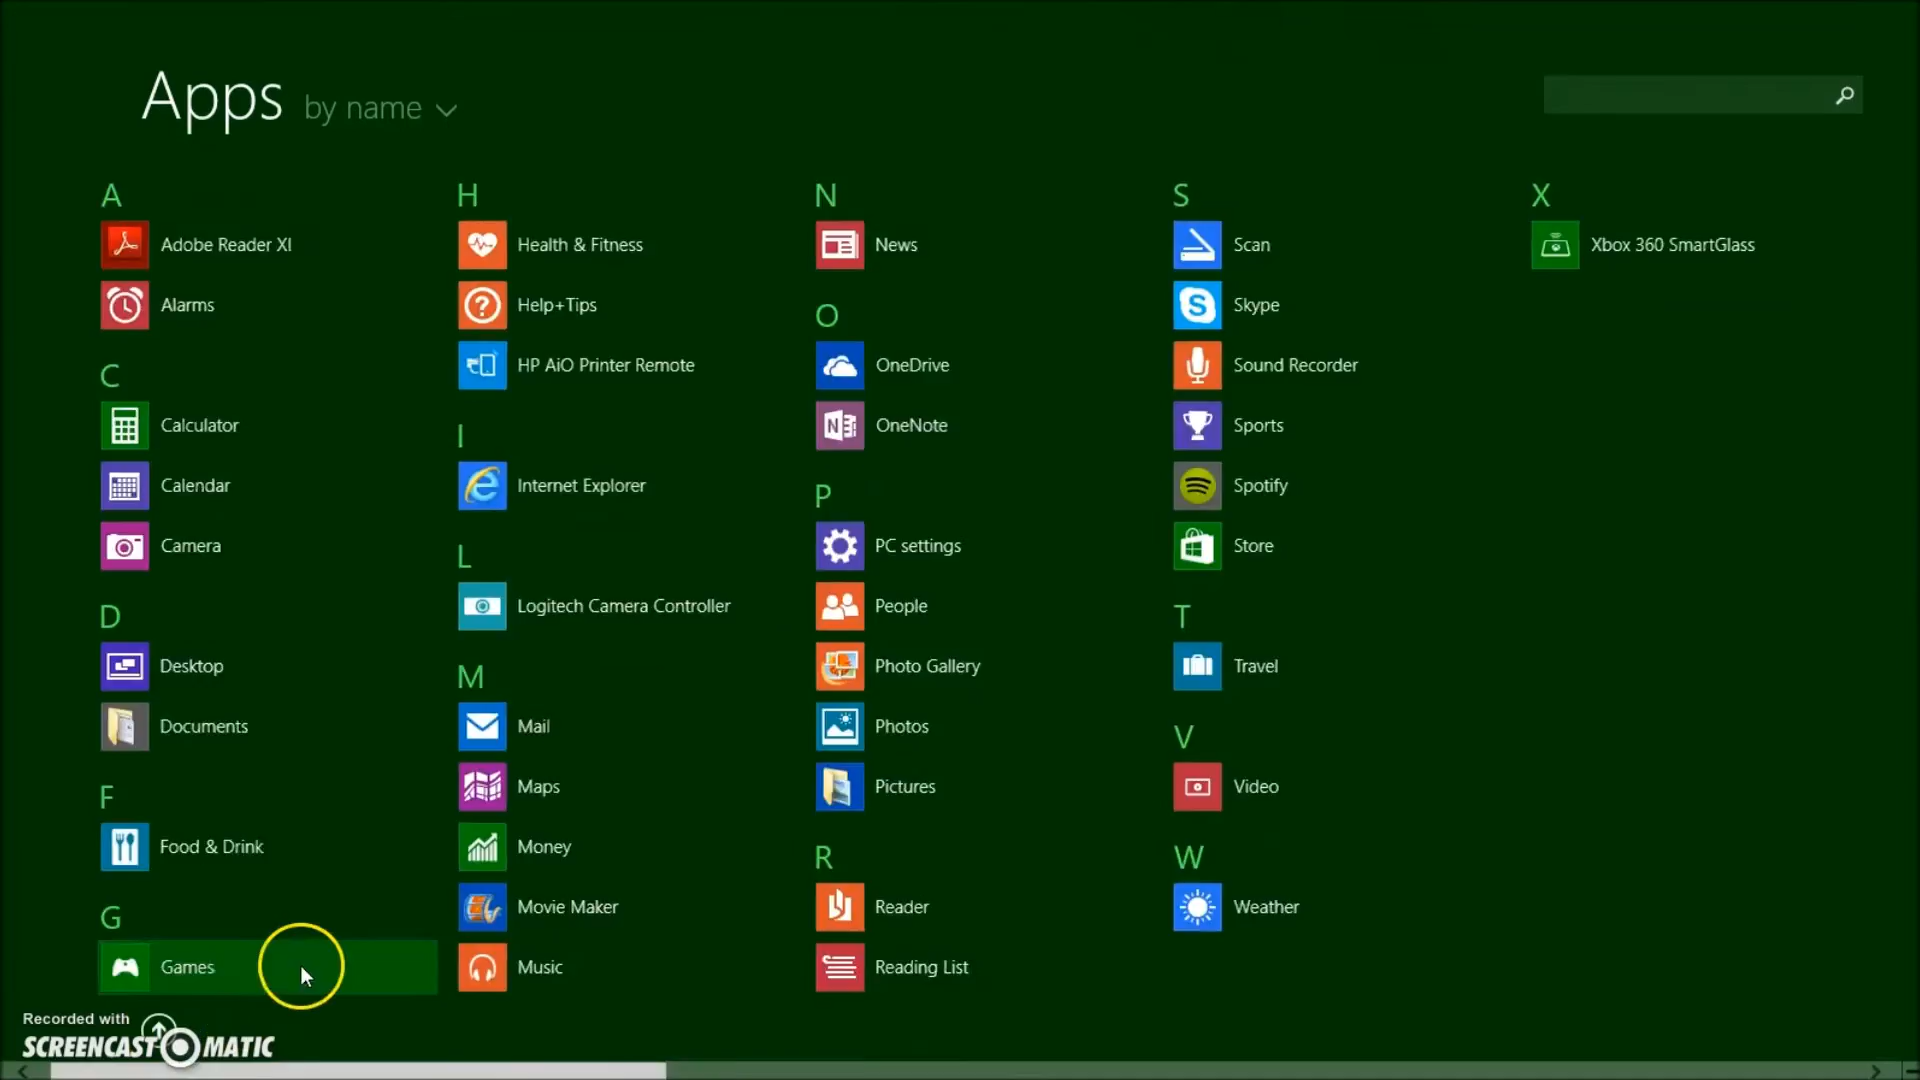 Apps by name
A
Adobe Reader XI
Alarms
C
Calculator
Calendar
Camera
D
Desktop
Documents
F
Food & Drink
G
Games
H
Health & Fitness
Help+Tips
HP AiO Printer Remote
I
Internet Explorer
L
Logitech Camera Controller
M
Mail
Maps
Money
Movie Maker
Music
N
News
O
OneDrive
OneNote
P
PC settings
People
Photo Gallery
Photos
Pictures
R
Reader
Reading List
S
Scan
Skype
Sound Recorder
Sports
Spotify
Store
T
Travel
V
Video
W
Weather
X
Xbox 360 SmartGlass
Recorded with
SCREENCAST MATIC